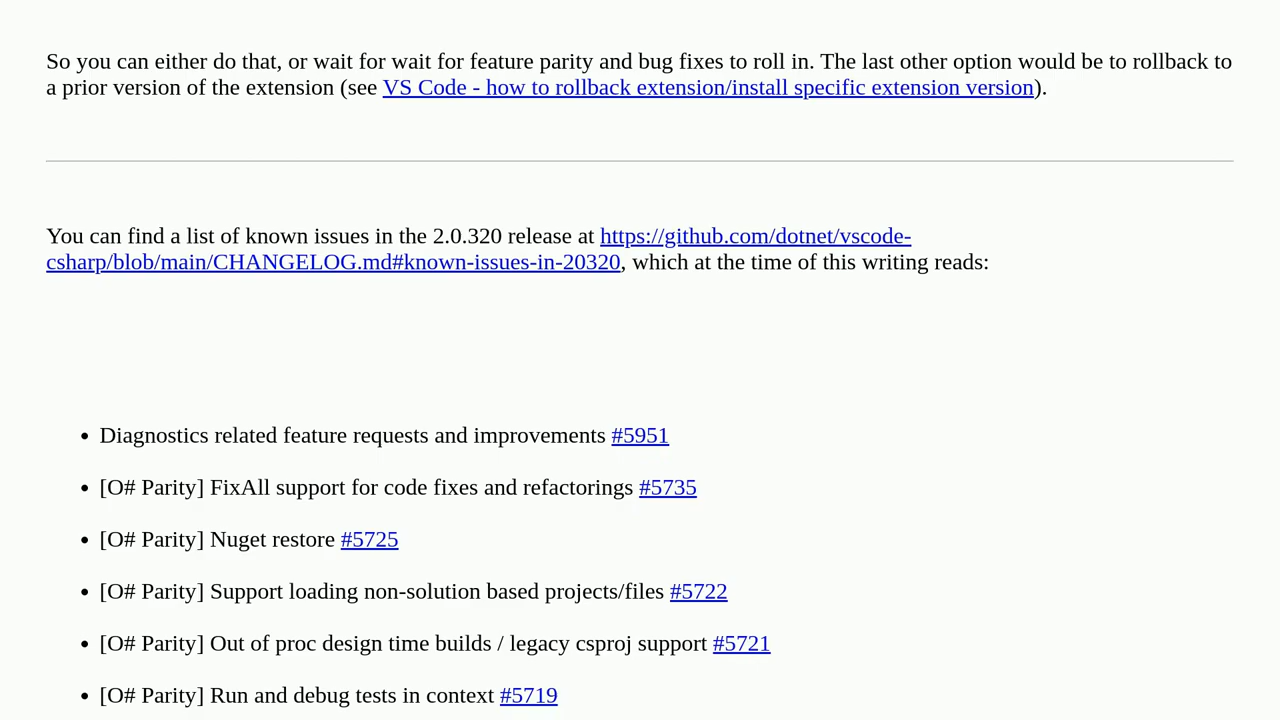 So you can either do that, or wait for wait for feature parity and bug fixes to roll in. The last other option would be to rollback to
a prior version of the extension (see VS Code - how to rollback extension/install specific extension version).
You can find a list of known issues in the 2.0.320 release at https://github.com/dotnet/vscode-
csharp/blob/main/CHANGELOG.md#known-issues-in-20320, which at the time of this writing reads:
• Diagnostics related feature requests and improvements #5951
• [O# Parity] FixAll support for code fixes and refactorings #5735
• [O# Parity] Nuget restore #5725
• [O# Parity] Support loading non-solution based projects/files #5722
• [O# Parity] Out of proc design time builds / legacy csproj support #5721
• [O# Parity] Run and debug tests in context #5719